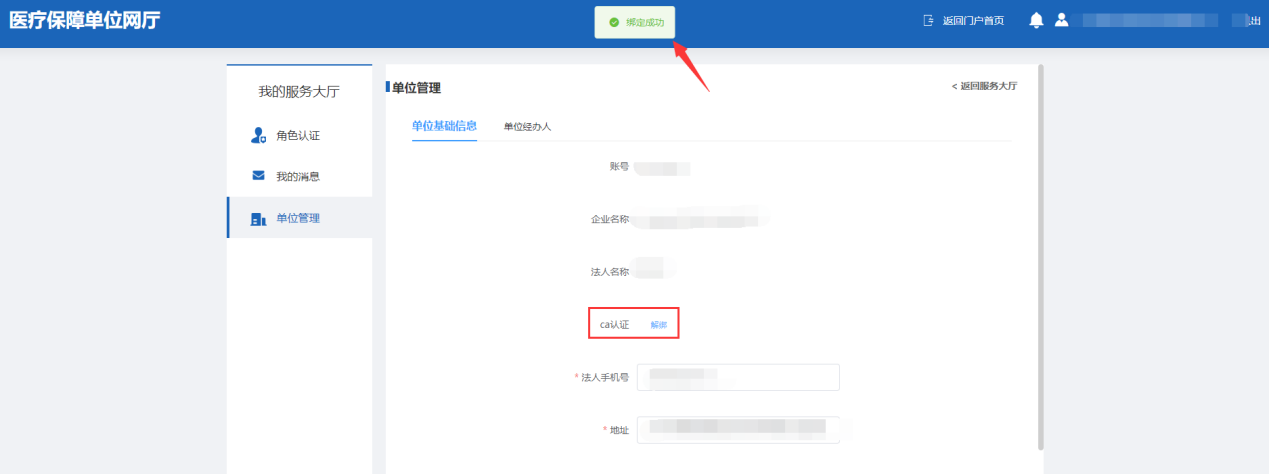 医疗保障单位网厅
绑定成功
返回门户首页
出
我的服务大厅
角色认证
我的消息
单位管理
单位管理
< 返回服务大厅
单位基础信息 单位经办人
账号
企业名称
法人名称
ca认证 解绑
* 法人手机号
* 地址